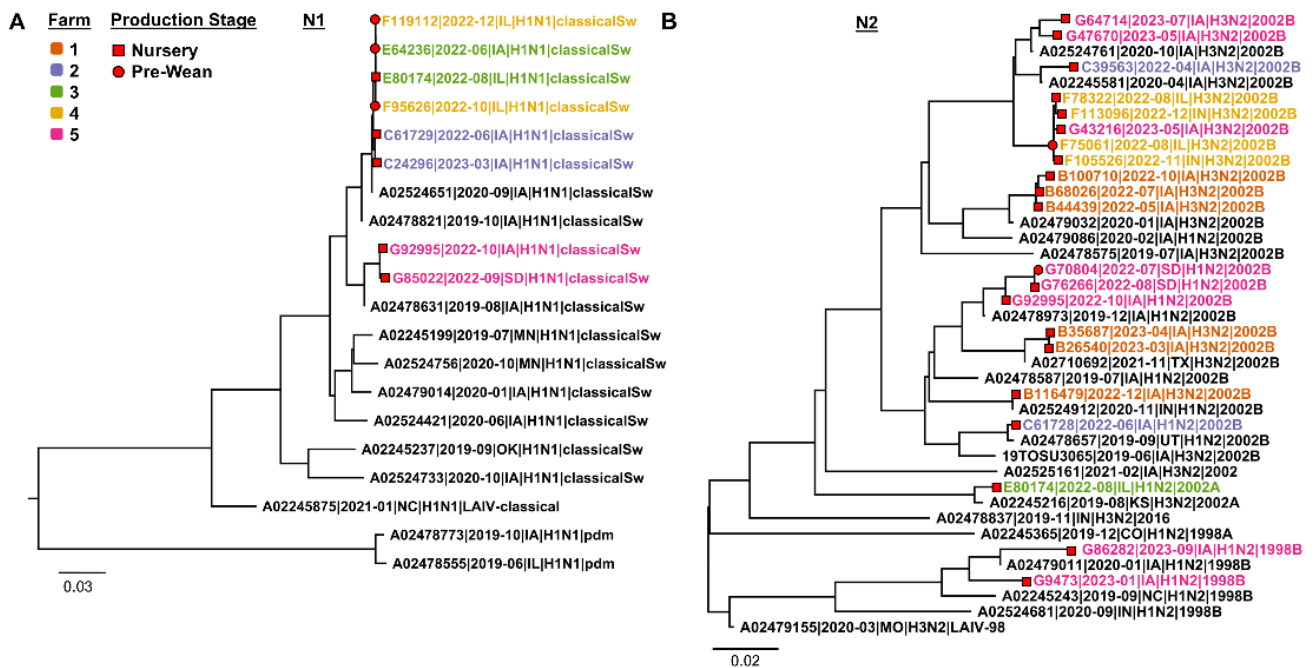 A
N1
Farm
Production Stage
1
2
3
4
5
Nursery
Pre-Wean
F119112|2022-12|IL|H1N1|classicalSw
E64236|2022-06|IA|H1N1|classicalSw
E80174|2022-08|IL|H1N1|classicalSw
F95626|2022-10|IL|H1N1|classicalSw
C61729|2022-06|IA|H1N1|classicalSw
C24296|2023-03|IA|H1N1|classicalSw
A02524651|2020-09|IA|H1N1|classicalSw
A02478821|2019-10|IA|H1N1|classicalSw
G92995|2022-10|IA|H1N1|classicalSw
G85022|2022-09|SD|H1N1|classicalSw
A02478631|2019-08|IA|H1N1|classicalSw
A02245199|2019-07|MN|H1N1|classicalSw
A02524756|2020-10|MN|H1N1|classicalSw
A02479014|2020-01|IA|H1N1|classicalSw
A02524421|2020-06|IA|H1N1|classicalSw
A02245237|2019-09|OK|H1N1|classicalSw
A02524733|2020-10|IA|H1N1|classicalSw
A02245875|2021-01|NC|H1N1|LAIV-classical
A02478773|2019-10|IA|H1N1|pdm
A02478555|2019-06|IL|H1N1|pdm
0.03
B
N2
G64714|2023-07|IA|H3N2|2002B
G47670|2023-05|IA|H3N2|2002B
A02524761|2020-10|IA|H3N2|2002B
C39563|2022-04|IA|H3N2|2002B
A02245581|2020-04|IA|H3N2|2002B
F78322|2022-08|IL|H3N2|2002B
F113096|2022-12|IN|H3N2|2002B
G43216|2023-05|IA|H3N2|2002B
F75061|2022-08|IL|H3N2|2002B
F105526|2022-11|IN|H3N2|2002B
B100710|2022-10|IA|H3N2|2002B
B68026|2022-07|IA|H3N2|2002B
B44439|2022-05|IA|H3N2|2002B
A02479032|2020-01|IA|H3N2|2002B
A02479086|2020-02|IA|H1N2|2002B
A02478575|2019-07|IA|H3N2|2002B
G70804|2022-07|SD|H1N2|2002B
G76266|2022-08|SD|H1N2|2002B
G92995|2022-10|IA|H1N2|2002B
A02478973|2019-12|IA|H1N2|2002B
B35687|2023-04|IA|H3N2|2002B
B26540|2023-03|IA|H3N2|2002B
A02710692|2021-11|TX|H3N2|2002B
A02478587|2019-07|IA|H1N2|2002B
B116479|2022-12|IA|H3N2|2002B
A02524912|2020-11|IN|H1N2|2002B
C61728|2022-06|IA|H1N2|2002B
A02478657|2019-09|UT|H1N2|2002B
19TOSU3065|2019-06|IA|H3N2|2002B
A02525161|2021-02|IA|H3N2|2002
E80174|2022-08|IL|H1N2|2002A
A02245216|2019-08|KS|H3N2|2002A
A02478837|2019-11|IN|H3N2|2016
A02245365|2019-12|CO|H1N2|1998A
G86282|2023-09|IA|H1N2|1998B
A02479011|2020-01|IA|H1N2|1998B
G9473|2023-01|IA|H1N2|1998B
A02245243|2019-09|NC|H1N2|1998B
A02524681|2020-09|IN|H1N2|1998B
A02479155|2020-03|MO|H3N2|LAIV-98
0.02